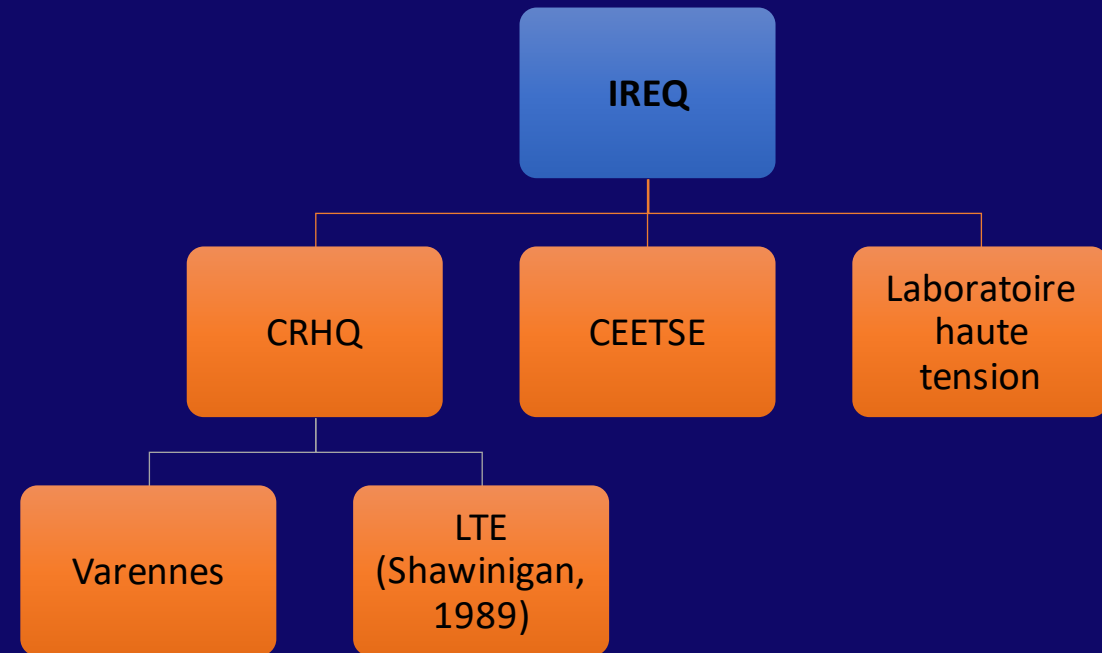 IREQ
CRHQ
CEETSE
Laboratoire
haute
tension
Varennes
LTE
(Shawinigan,
1989)